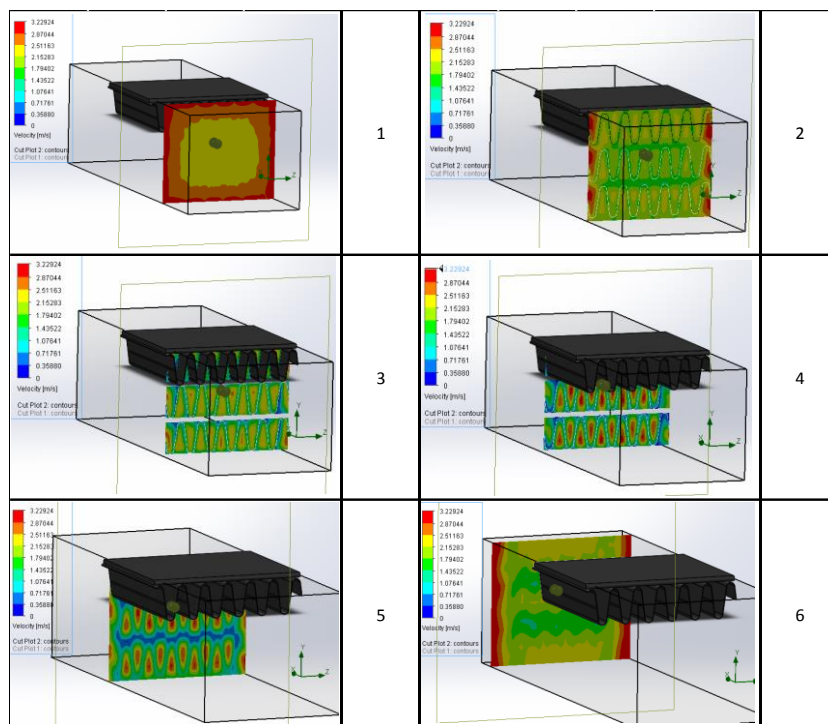 3.22924
2.87044
2.51163
2.15283
1.79402
1.43522
1.07641
0.71761
0.35880
0
Velocity [m/s]
Cut Plot 2: contours
Cut Plot 1: contours
Z
1
3.22924
2.87044
2.51163
2.15283
1.79402
1.43522
1.07641
0.71761
0.35880
0
Velocity [m/s]
Cut Plot 2: contours
Cut Plot 1: contours
Y
Z
2
3.22924
2.87044
2.51163
2.15283
1.79402
1.43522
1.07641
0.71761
0.35880
0
Velocity [m/s]
Cut Plot 2: contours
Cut Plot 1: contours
Y
Z
3
3.22924
2.87044
2.51163
2.15283
1.79402
1.43522
1.07641
0.71761
0.35880
0
Velocity [m/s]
Cut Plot 2: contours
Cut Plot 1: contours
Y
X
Z
4
3.22924
2.87044
2.51163
2.15283
1.79402
1.43522
1.07641
0.71761
0.35880
0
Velocity [m/s]
Cut Plot 2: contours
Cut Plot 1: contours
Y
X
Z
5
3.22924
2.87044
2.51163
2.15283
1.79402
1.43522
1.07641
0.71761
0.35880
0
Velocity [m/s]
Cut Plot 2: contours
Cut Plot 1: contours
Y
X
Z
6